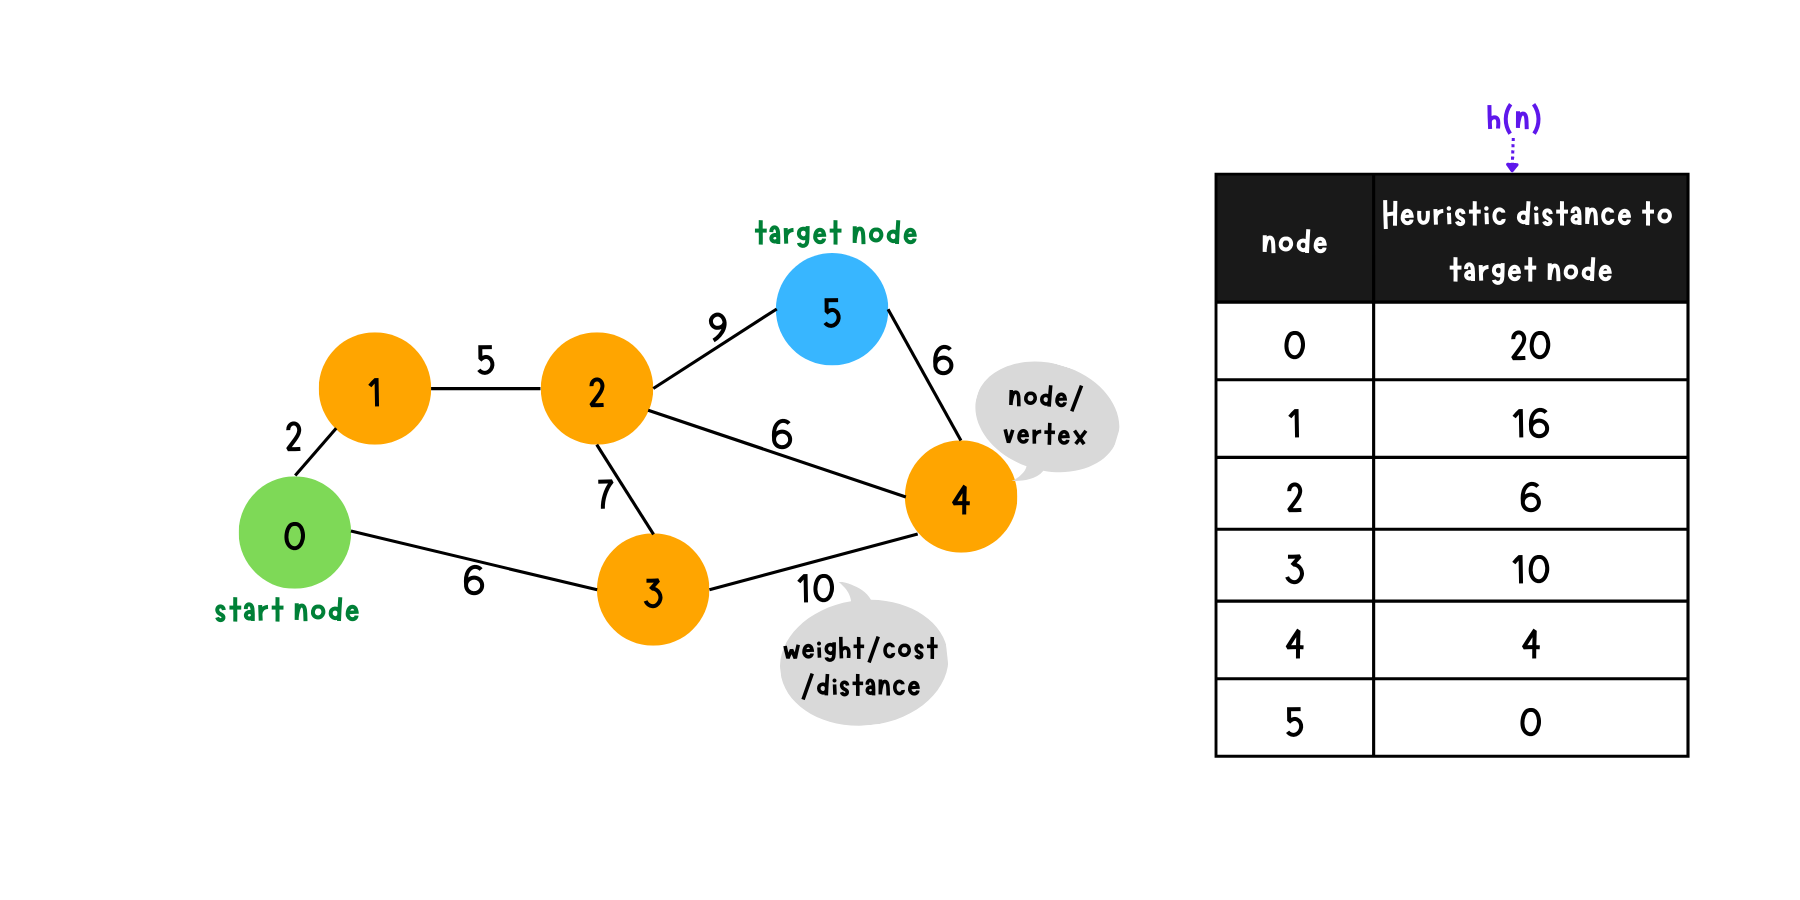 h(n)
node
Heuristic distance to
target node
0 20
1 16
2 6
3 10
4 4
5 0
target node
5
9
6
1
5
2
node/
vertex
2
6
7
4
0
6
3
10
start node
weight/cost
/distance